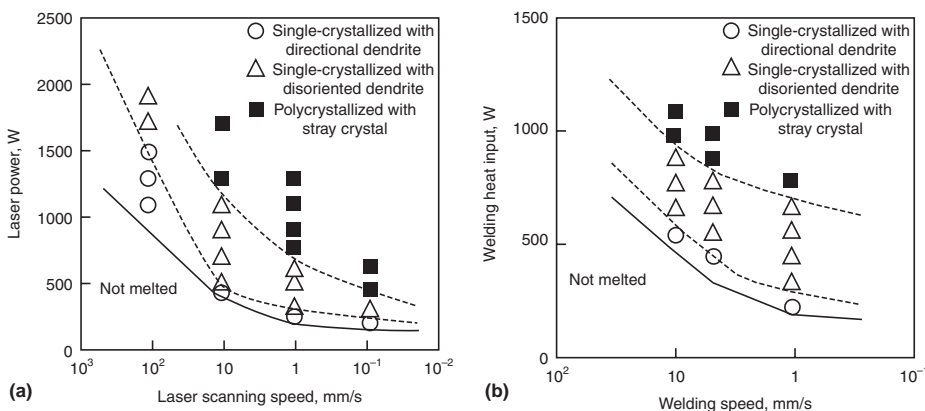 2500
2000
1500
1000
500
0
Laser power, W
10³ 10² 10 1 10⁻¹ 10⁻²
Laser scanning speed, mm/s
(a)
Not melted
Single-crystallized with
directional dendrite
Single-crystallized with
disoriented dendrite
Polycrystallized with
stray crystal
1500
1000
500
0
Welding heat input, W
10² 10 1 10⁻¹
Welding speed, mm/s
(b)
Not melted
Single-crystallized with
directional dendrite
Single-crystallized with
disoriented dendrite
Polycrystallized with
stray crystal